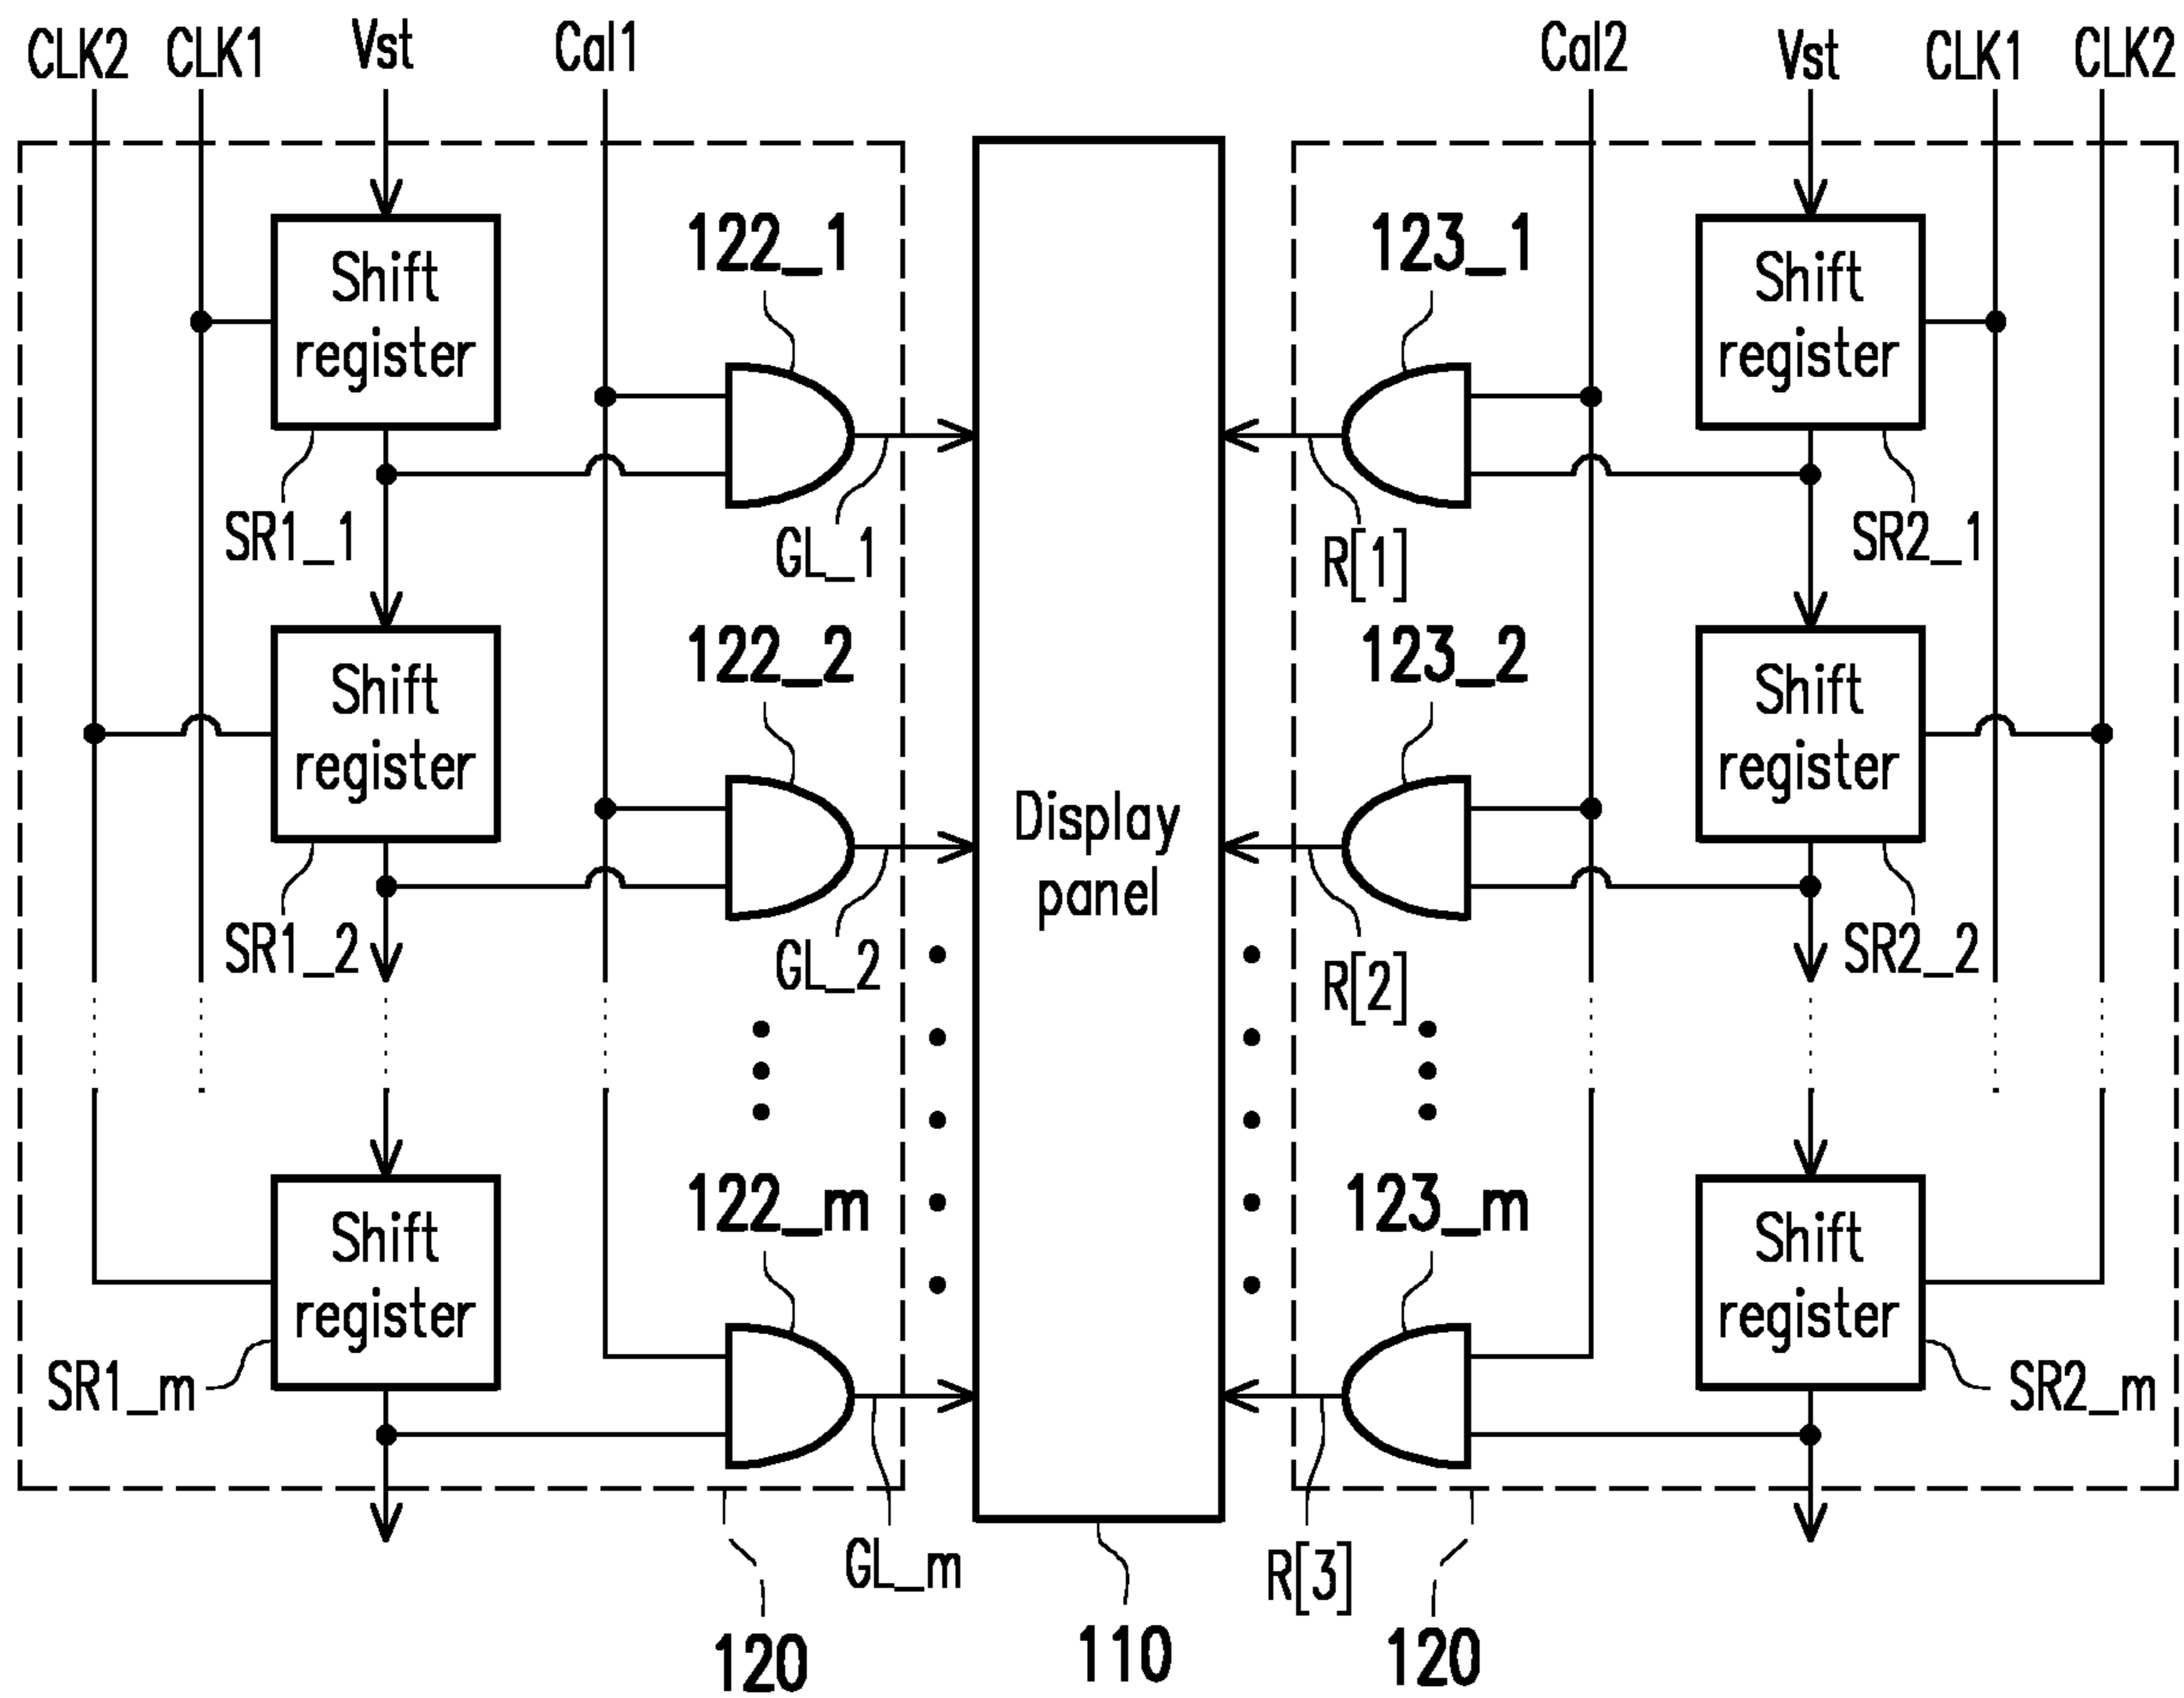 CLK2 CLK1 Vst Cal1 Cal2 Vst CLK1 CLK2
122_1 123_1
Shift
register
Shift
register
SR1_1 GL_1 R[1] SR2_1
122_2 123_2
Shift
register
Shift
register
Display
panel
SR1_2 GL_2 R[2] SR2_2
122_m 123_m
Shift
register
Shift
register
SR1_m SR2_m
GL_m R[3]
120 110 120